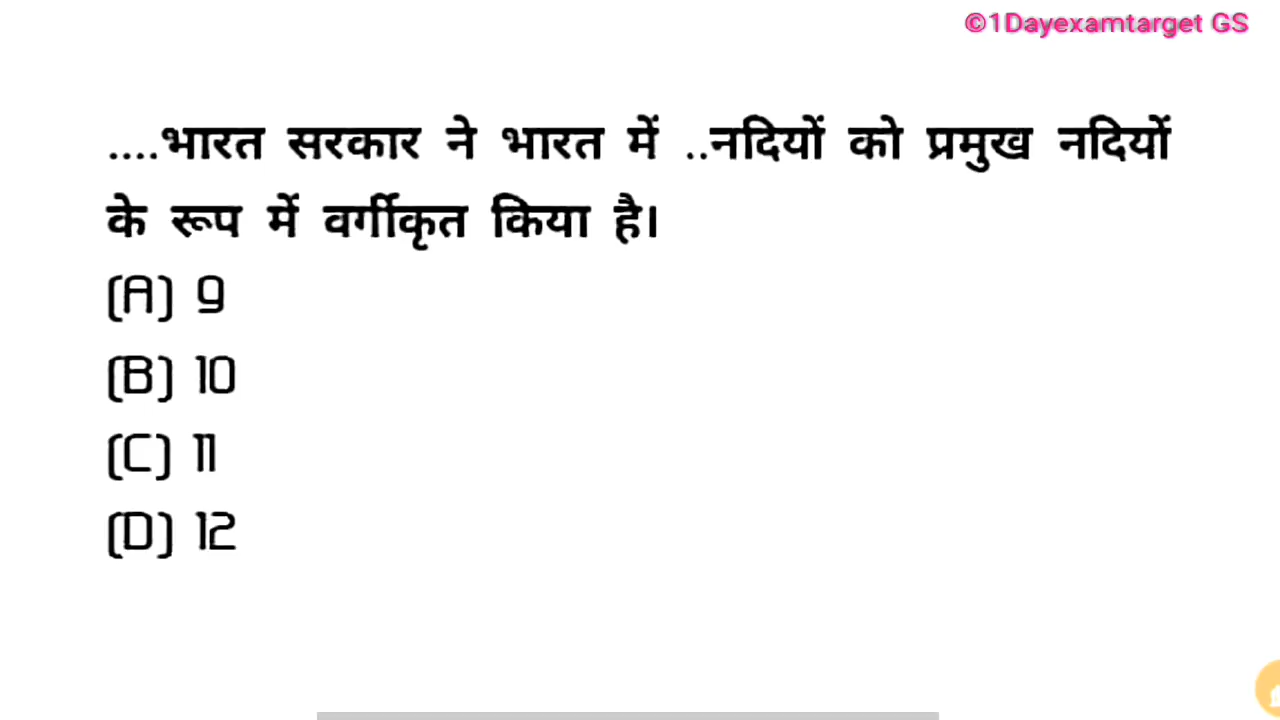 ©1Dayexamtarget GS
....भारत सरकार ने भारत में ..नदियों को प्रमुख नदियों
के रूप में वर्गीकृत किया है।
(A) 9
(B) 10
(C) 11
(D) 12